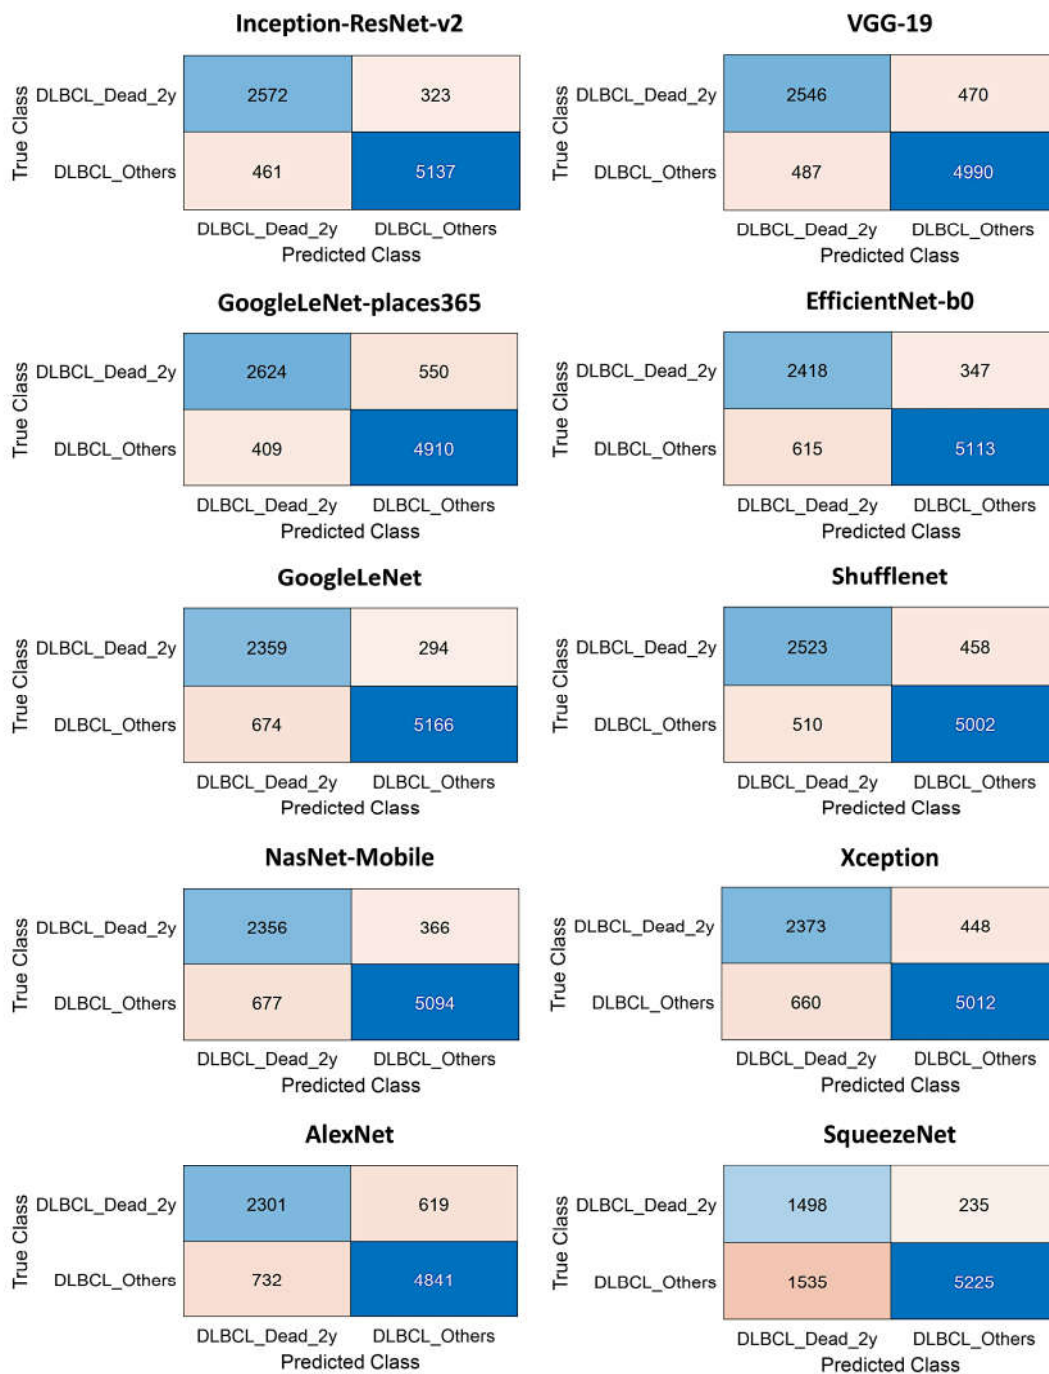 Inception-ResNet-v2
True Class
DLBCL_Dead_2y 2572 323
DLBCL_Others 461 5137
DLBCL_Dead_2y DLBCL_Others
Predicted Class
VGG-19
True Class
DLBCL_Dead_2y 2546 470
DLBCL_Others 487 4990
DLBCL_Dead_2y DLBCL_Others
Predicted Class
GoogleLeNet-places365
True Class
DLBCL_Dead_2y 2624 550
DLBCL_Others 409 4910
DLBCL_Dead_2y DLBCL_Others
Predicted Class
EfficientNet-b0
True Class
DLBCL_Dead_2y 2418 347
DLBCL_Others 615 5113
DLBCL_Dead_2y DLBCL_Others
Predicted Class
GoogleLeNet
True Class
DLBCL_Dead_2y 2359 294
DLBCL_Others 674 5166
DLBCL_Dead_2y DLBCL_Others
Predicted Class
Shufflenet
True Class
DLBCL_Dead_2y 2523 458
DLBCL_Others 510 5002
DLBCL_Dead_2y DLBCL_Others
Predicted Class
NasNet-Mobile
True Class
DLBCL_Dead_2y 2356 366
DLBCL_Others 677 5094
DLBCL_Dead_2y DLBCL_Others
Predicted Class
Xception
True Class
DLBCL_Dead_2y 2373 448
DLBCL_Others 660 5012
DLBCL_Dead_2y DLBCL_Others
Predicted Class
AlexNet
True Class
DLBCL_Dead_2y 2301 619
DLBCL_Others 732 4841
DLBCL_Dead_2y DLBCL_Others
Predicted Class
SqueezeNet
True Class
DLBCL_Dead_2y 1498 235
DLBCL_Others 1535 5225
DLBCL_Dead_2y DLBCL_Others
Predicted Class